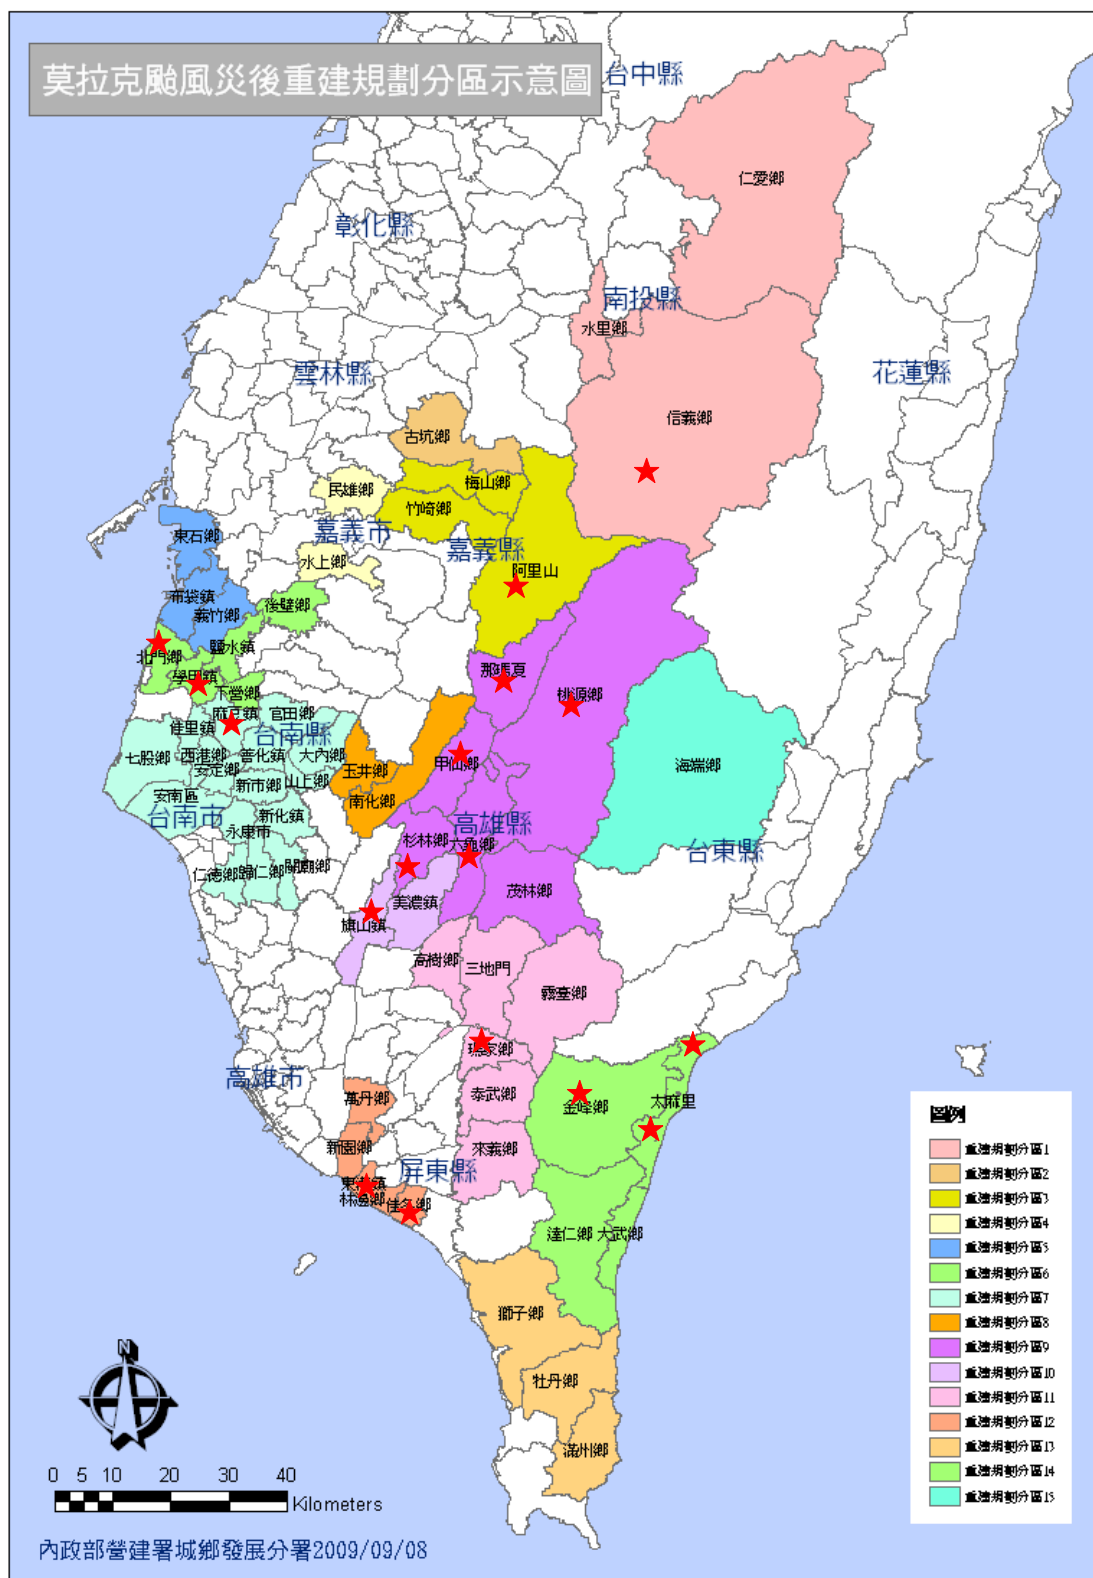 莫拉克颱風災後重建規劃分區示意圖
台中縣
仁愛鄉
彰化縣
南投縣
水里鄉
雲林縣
花蓮縣
信義鄉
古坑鄉
梅山鄉
民雄鄉
竹崎鄉
嘉義市
嘉義縣
東石鄉
水上鄉
阿里山
布袋鎮
義竹鄉
後壁鄉
鹽水鎮
北門鄉
那瑪夏
學甲鎮
下營鄉
桃源鄉
麻豆鎮
官田鄉
佳里鎮
台南縣
七股鄉
西港鄉
善化鎮
大內鄉
甲仙鄉
海端鄉
安定鄉
玉井鄉
新市鄉
山上鄉
安南區
南化鄉
台南市
新化鎮
永康市
高雄縣
杉林鄉
六龜鄉
台東縣
仁德鄉
歸仁鄉
關廟鄉
茂林鄉
美濃鎮
旗山鎮
高樹鄉
三地門
霧臺鄉
瑪家鄉
高雄市
萬丹鄉
泰武鄉
金峰鄉
太麻里
新園鄉
來義鄉
屏東縣
東港鎮
林邊鄉
佳冬鄉
達仁鄉
大武鄉
獅子鄉
牡丹鄉
滿州鄉
圖例
重建規劃分區1
重建規劃分區2
重建規劃分區3
重建規劃分區4
重建規劃分區5
重建規劃分區6
重建規劃分區7
重建規劃分區8
重建規劃分區9
重建規劃分區10
重建規劃分區11
重建規劃分區12
重建規劃分區13
重建規劃分區14
重建規劃分區15
N
0 5 10 20 30 40
Kilometers
內政部營建署城鄉發展分署2009/09/08